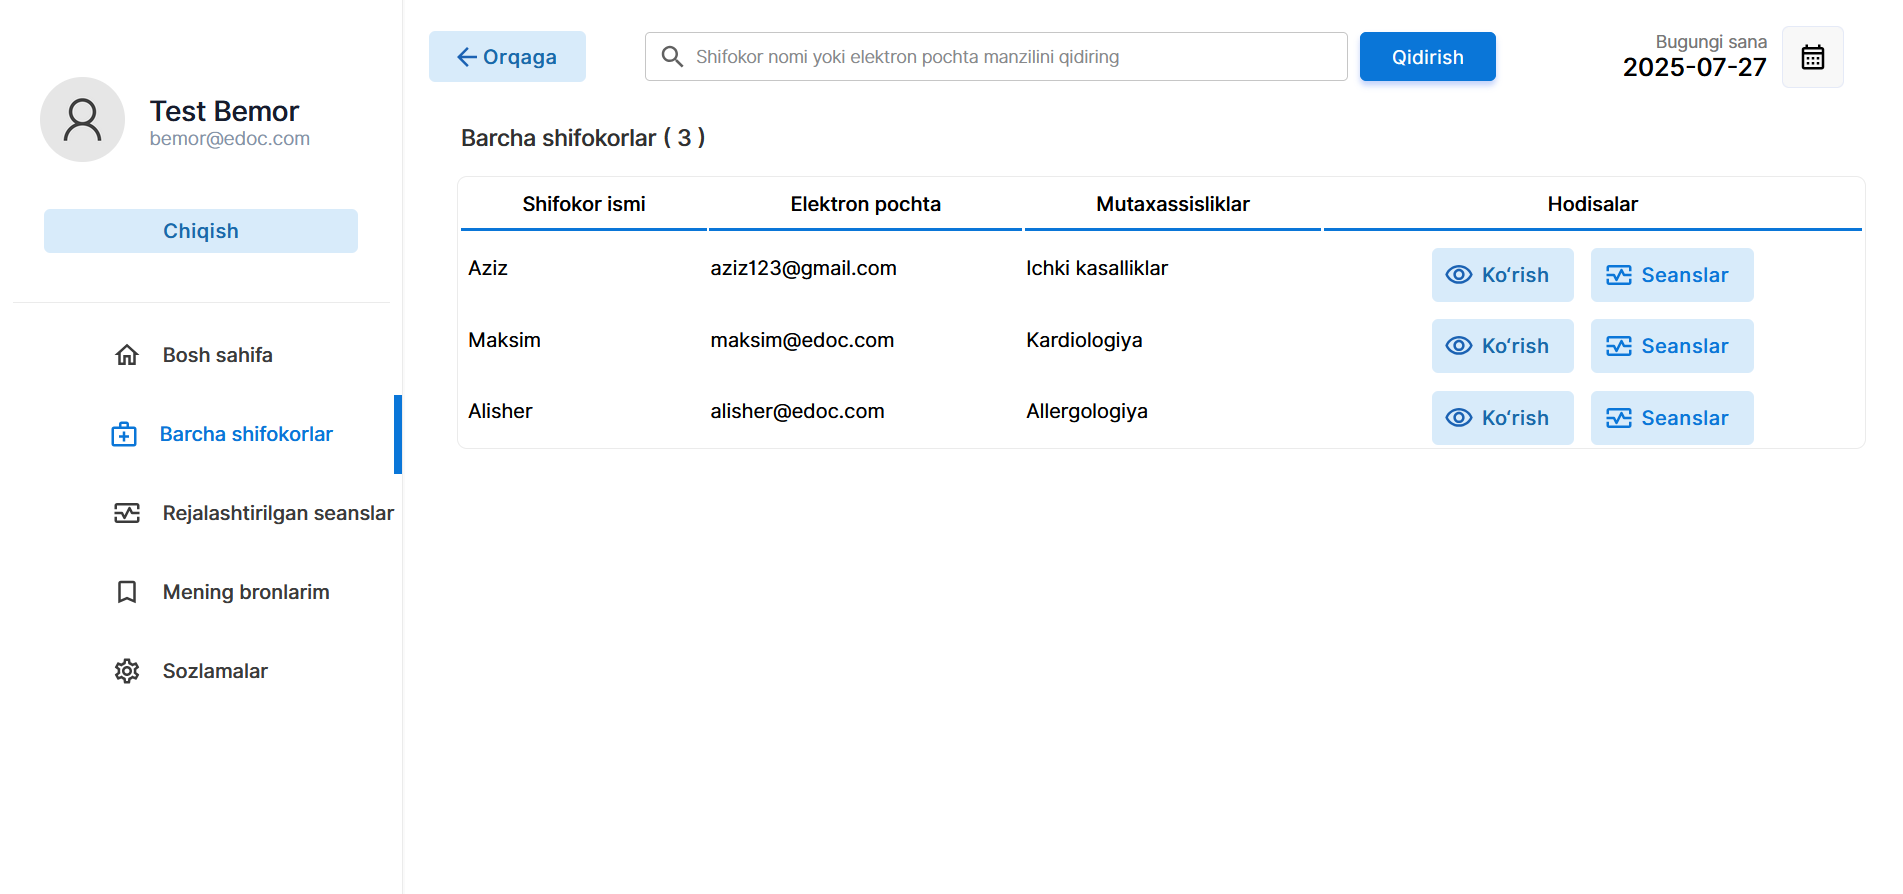 Test Bemor
bemor@edoc.com
Chiqish
Bosh sahifa
Barcha shifokorlar
Rejalashtirilgan seanslar
Mening bronlarim
Sozlamalar
Orqaga
Shifokor nomi yoki elektron pochta manzilini qidiring
Qidirish
Bugungi sana
2025-07-27
Barcha shifokorlar ( 3 )
Shifokor ismi Elektron pochta Mutaxassisliklar Hodisalar
Aziz aziz123@gmail.com Ichki kasalliklar Ko‘rish Seanslar
Maksim maksim@edoc.com Kardiologiya Ko‘rish Seanslar
Alisher alisher@edoc.com Allergologiya Ko‘rish Seanslar